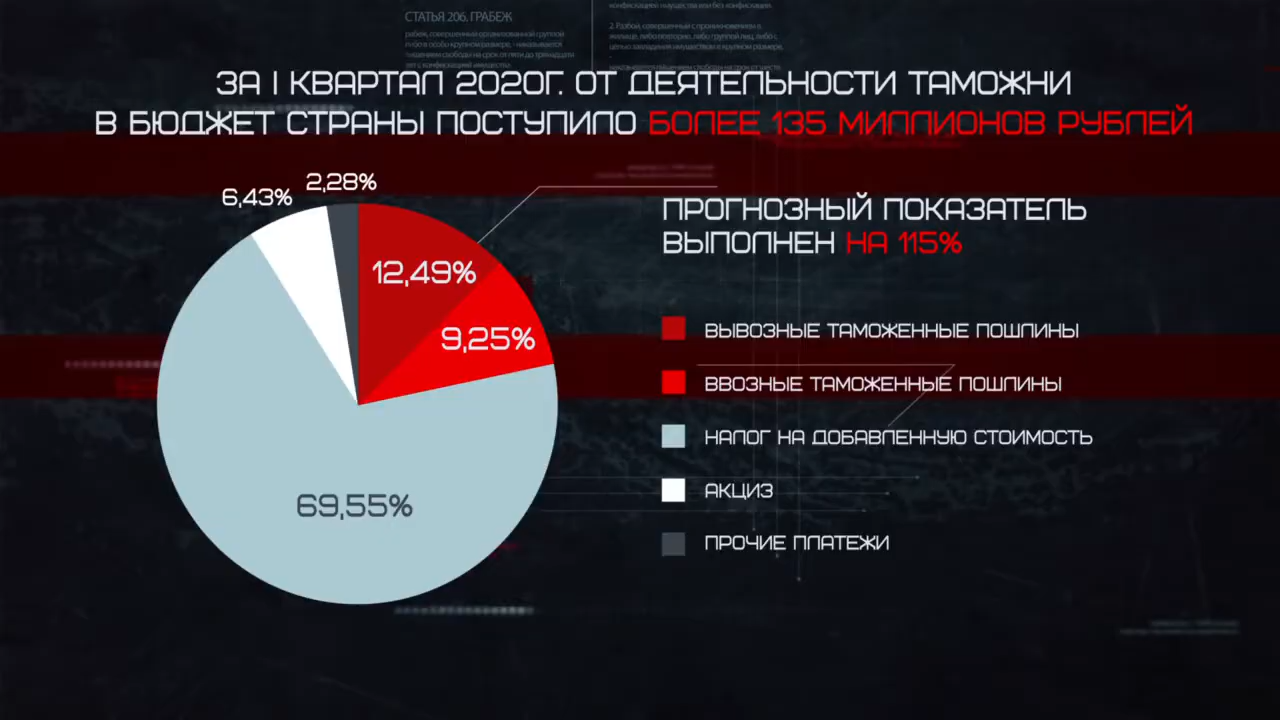 СТАТЬЯ 206. ГРАБЕЖ
ЗА I КВАРТАЛ 2020Г. ОТ ДЕЯТЕЛЬНОСТИ ТАМОЖНИ
В БЮДЖЕТ СТРАНЫ ПОСТУПИЛО БОЛЕЕ 135 МИЛЛИОНОВ РУБЛЕЙ
6,43%
2,28%
12,49%
9,25%
69,55%
ПРОГНОЗНЫЙ ПОКАЗАТЕЛЬ
ВЫПОЛНЕН НА 115%
ВЫВОЗНЫЕ ТАМОЖЕННЫЕ ПОШЛИНЫ
ВВОЗНЫЕ ТАМОЖЕННЫЕ ПОШЛИНЫ
НАЛОГ НА ДОБАВЛЕННУЮ СТОИМОСТЬ
АКЦИЗ
ПРОЧИЕ ПЛАТЕЖИ